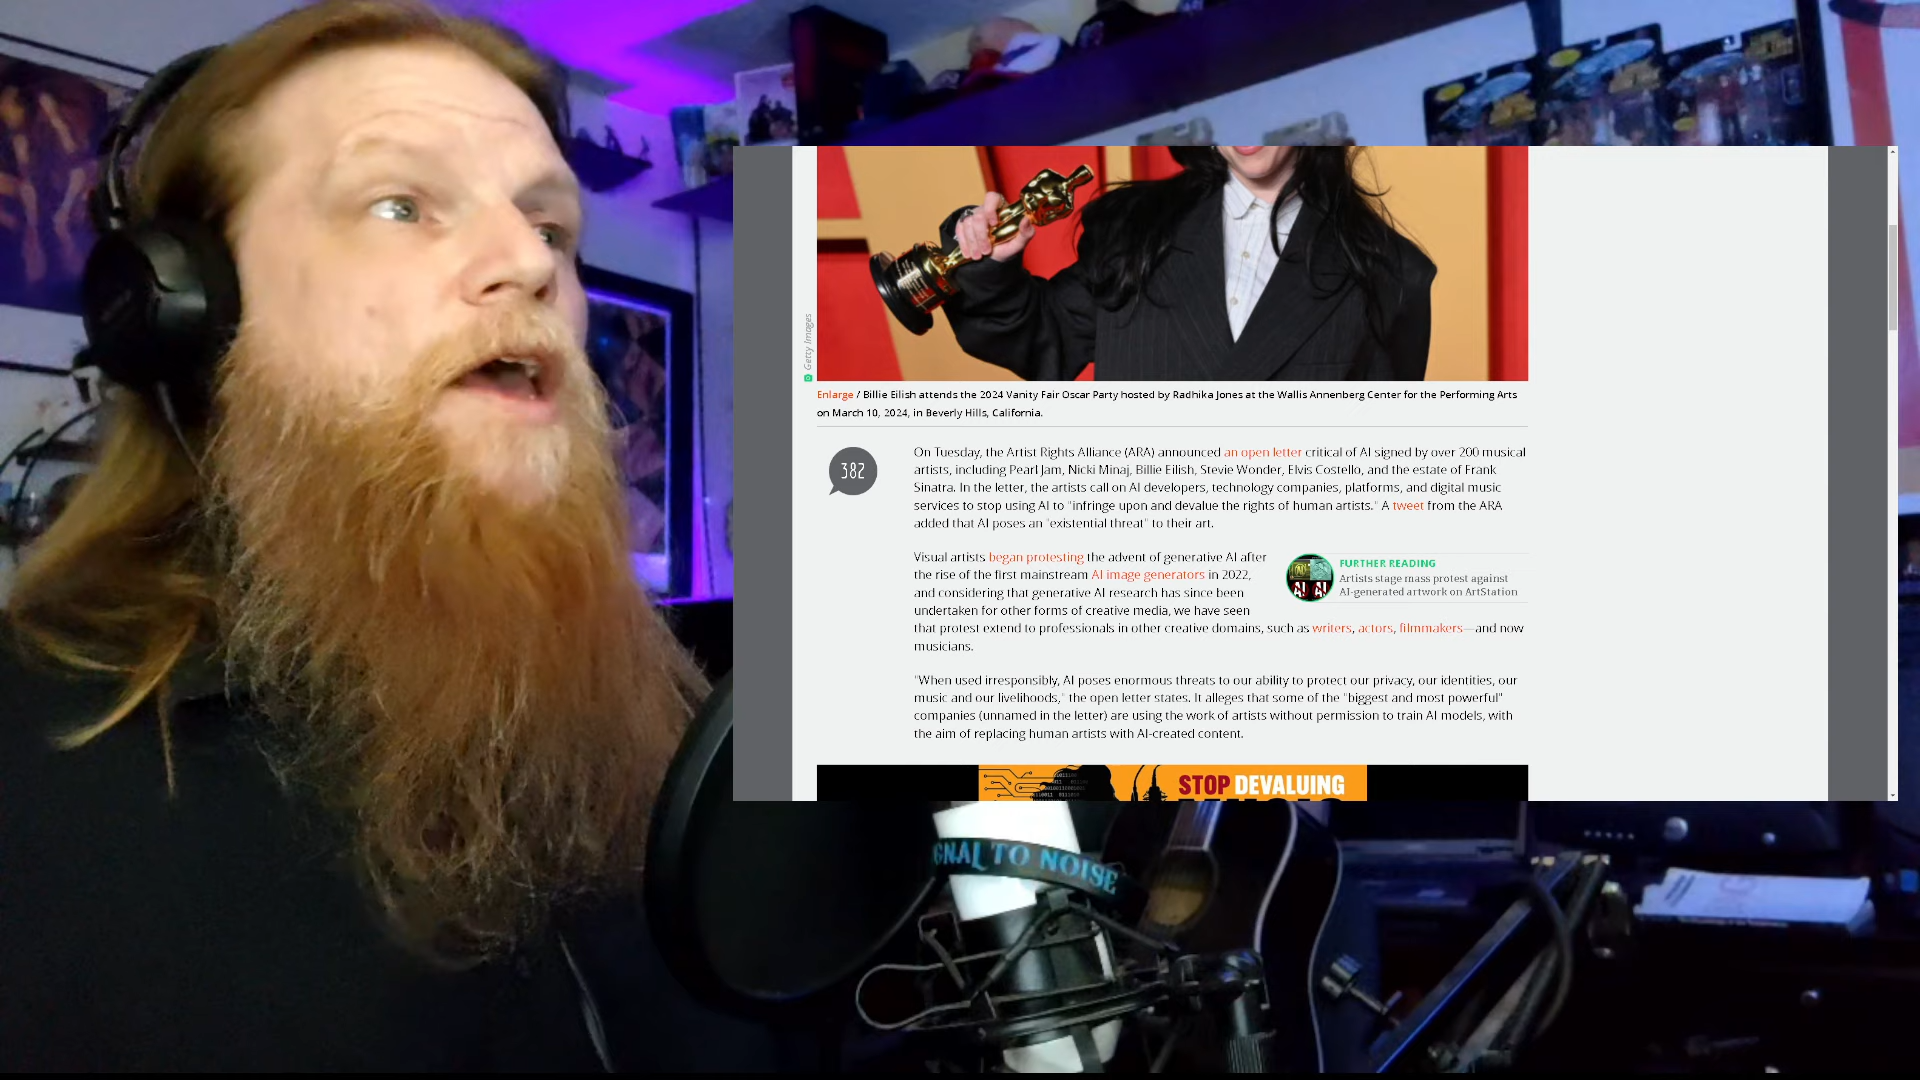 Getty Images
Enlarge / Billie Eilish attends the 2024 Vanity Fair Oscar Party hosted by Radhika Jones at the Wallis Annenberg Center for the Performing Arts
on March 10, 2024, in Beverly Hills, California.
382
On Tuesday, the Artist Rights Alliance (ARA) announced an open letter critical of AI signed by over 200 musical
artists, including Pearl Jam, Nicki Minaj, Billie Eilish, Stevie Wonder, Elvis Costello, and the estate of Frank
Sinatra. In the letter, the artists call on AI developers, technology companies, platforms, and digital music
services to stop using AI to "infringe upon and devalue the rights of human artists." A tweet from the ARA
added that AI poses an "existential threat" to their art.
Visual artists began protesting the advent of generative AI after
the rise of the first mainstream AI image generators in 2022,
and considering that generative AI research has since been
undertaken for other forms of creative media, we have seen
that protest extend to professionals in other creative domains, such as writers, actors, filmmakers—and now
musicians.
FURTHER READING
Artists stage mass protest against
AI-generated artwork on ArtStation
"When used irresponsibly, AI poses enormous threats to our ability to protect our privacy, our identities, our
music and our livelihoods," the open letter states. It alleges that some of the "biggest and most powerful"
companies (unnamed in the letter) are using the work of artists without permission to train AI models, with
the aim of replacing human artists with AI-created content.
STOP DEVALUING
GNAL TO NOISE